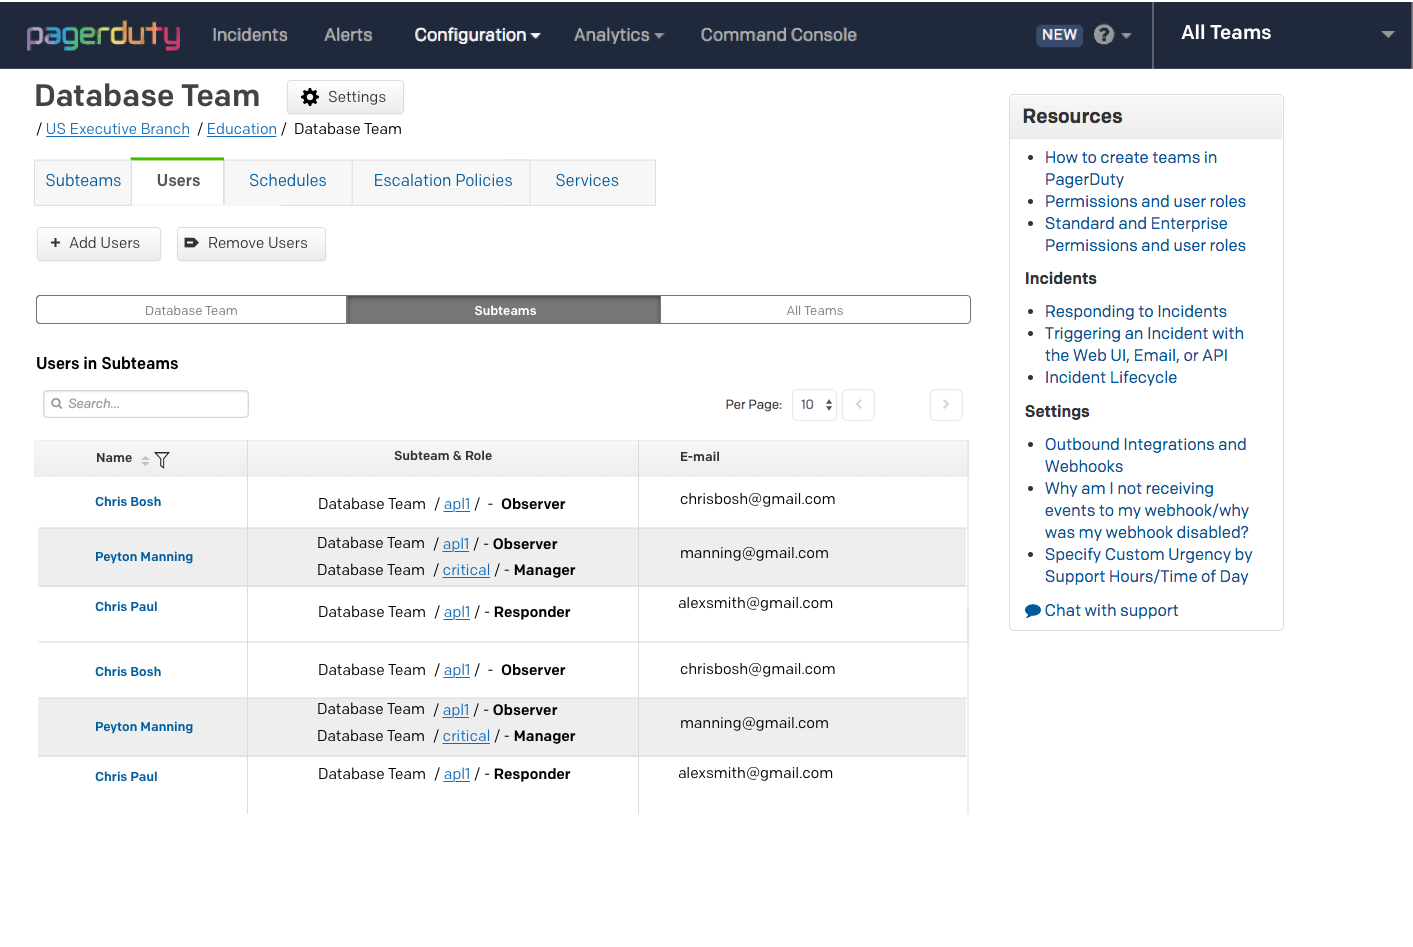 pagerduty Incidents Alerts Configuration Analytics Command Console NEW ? All Teams
Database Team Settings
/ US Executive Branch / Education / Database Team
Subteams Users Schedules Escalation Policies Services
+ Add Users Remove Users
Database Team Subteams All Teams
Users in Subteams
Search... Per Page: 10 < >
Name Subteam & Role E-mail
Chris Bosh Database Team / apl1 / - Observer chrisbosh@gmail.com
Peyton Manning Database Team / apl1 / - Observer manning@gmail.com
Database Team / critical / - Manager
Chris Paul Database Team / apl1 / - Responder alexsmith@gmail.com
Chris Bosh Database Team / apl1 / - Observer chrisbosh@gmail.com
Peyton Manning Database Team / apl1 / - Observer manning@gmail.com
Database Team / critical / - Manager
Chris Paul Database Team / apl1 / - Responder alexsmith@gmail.com
Resources
• How to create teams in
PagerDuty
• Permissions and user roles
• Standard and Enterprise
Permissions and user roles
Incidents
• Responding to Incidents
• Triggering an Incident with
the Web UI, Email, or API
• Incident Lifecycle
Settings
• Outbound Integrations and
Webhooks
• Why am I not receiving
events to my webhook/why
was my webhook disabled?
• Specify Custom Urgency by
Support Hours/Time of Day
Chat with support